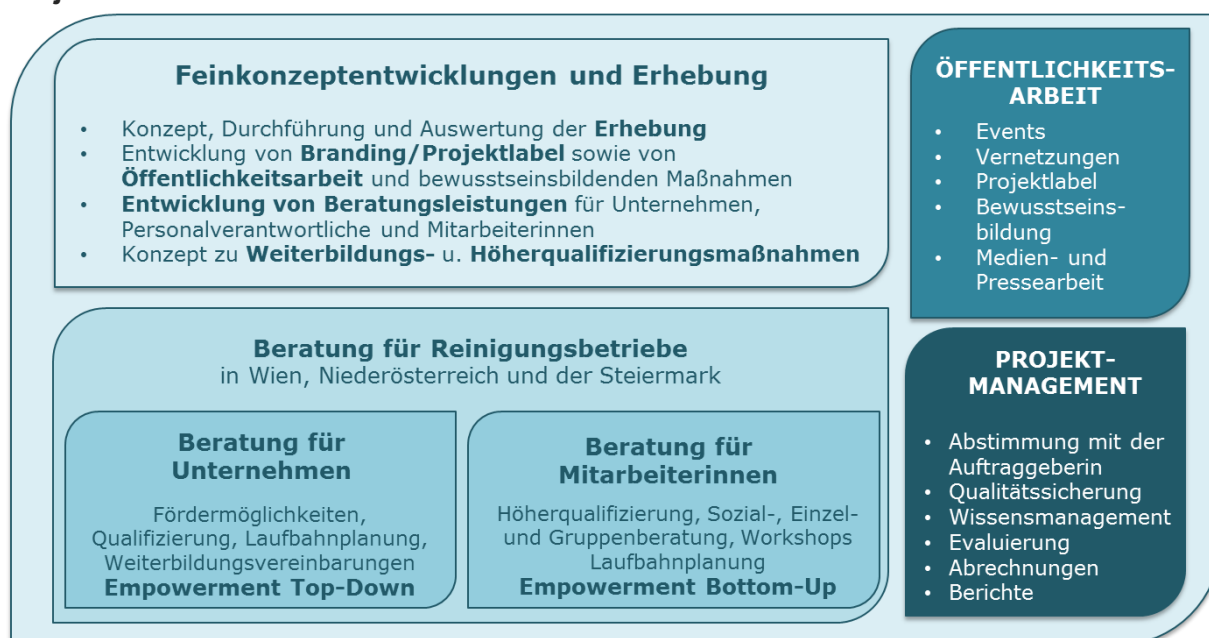 Feinkonzeptentwicklungen und Erhebung
• Konzept, Durchführung und Auswertung der Erhebung
• Entwicklung von Branding/Projektlabel sowie von
Öffentlichkeitsarbeit und bewusstseinsbildenden Maßnahmen
• Entwicklung von Beratungsleistungen für Unternehmen,
Personalverantwortliche und Mitarbeiterinnen
• Konzept zu Weiterbildungs- u. Höherqualifizierungsmaßnahmen
ÖFFENTLICHKEITS-
ARBEIT
• Events
• Vernetzungen
• Projektlabel
• Bewusstseins-
bildung
• Medien- und
Pressearbeit
Beratung für Reinigungsbetriebe
in Wien, Niederösterreich und der Steiermark
Beratung für
Unternehmen
Fördermöglichkeiten,
Qualifizierung, Laufbahnplanung,
Weiterbildungsvereinbarungen
Empowerment Top-Down
Beratung für
Mitarbeiterinnen
Höherqualifizierung, Sozial-, Einzel-
und Gruppenberatung, Workshops
Laufbahnplanung
Empowerment Bottom-Up
PROJEKT-
MANAGEMENT
• Abstimmung mit der
Auftraggeberin
• Qualitätssicherung
• Wissensmanagement
• Evaluierung
• Abrechnungen
• Berichte